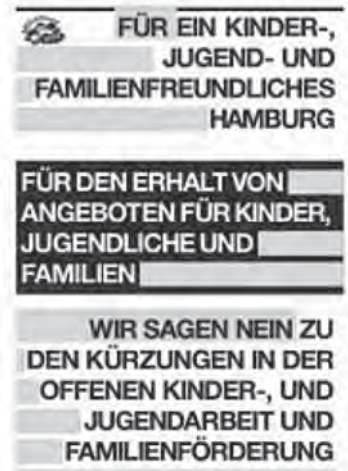 FÜR EIN KINDER-,
JUGEND- UND
FAMILIENFREUNDLICHES
HAMBURG
FÜR DEN ERHALT VON
ANGEBOTEN FÜR KINDER,
JUGENDLICHE UND
FAMILIEN
WIR SAGEN NEIN ZU
DEN KÜRZUNGEN IN DER
OFFENEN KINDER-, UND
JUGENDARBEIT UND
FAMILIENFÖRDERUNG